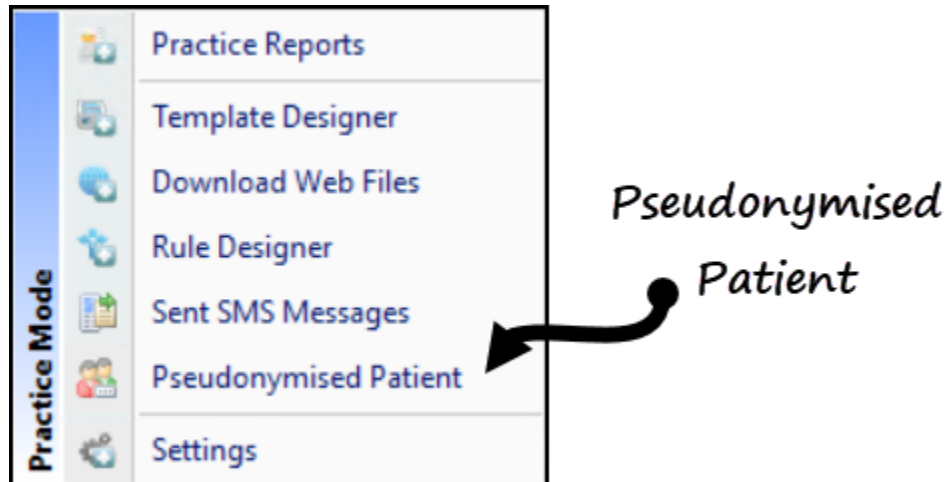 Practice Mode
Practice Reports
Template Designer
Download Web Files
Rule Designer
Sent SMS Messages
Pseudonymised Patient
Settings
Pseudonymised
Patient